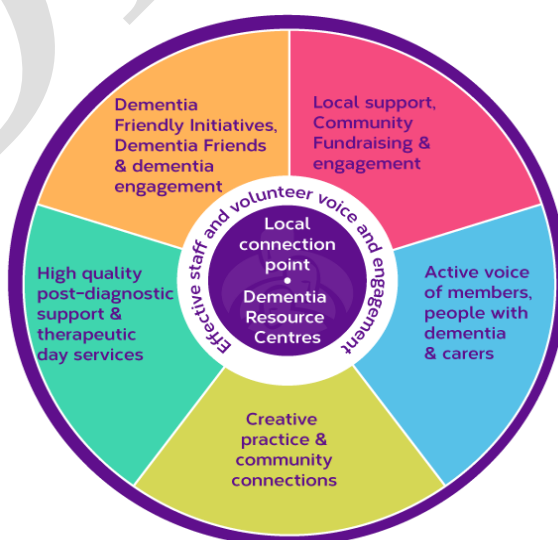 Dementia
Friendly Initiatives,
Dementia Friends
& dementia
engagement
Local support,
Community
Fundraising &
engagement
High quality
post-diagnostic
support &
therapeutic
day services
Effective staff and volunteer voice and engagement
Local
connection
point
•
Dementia
Resource
Centres
Active voice
of members,
people with
dementia
& carers
Creative
practice &
community
connections